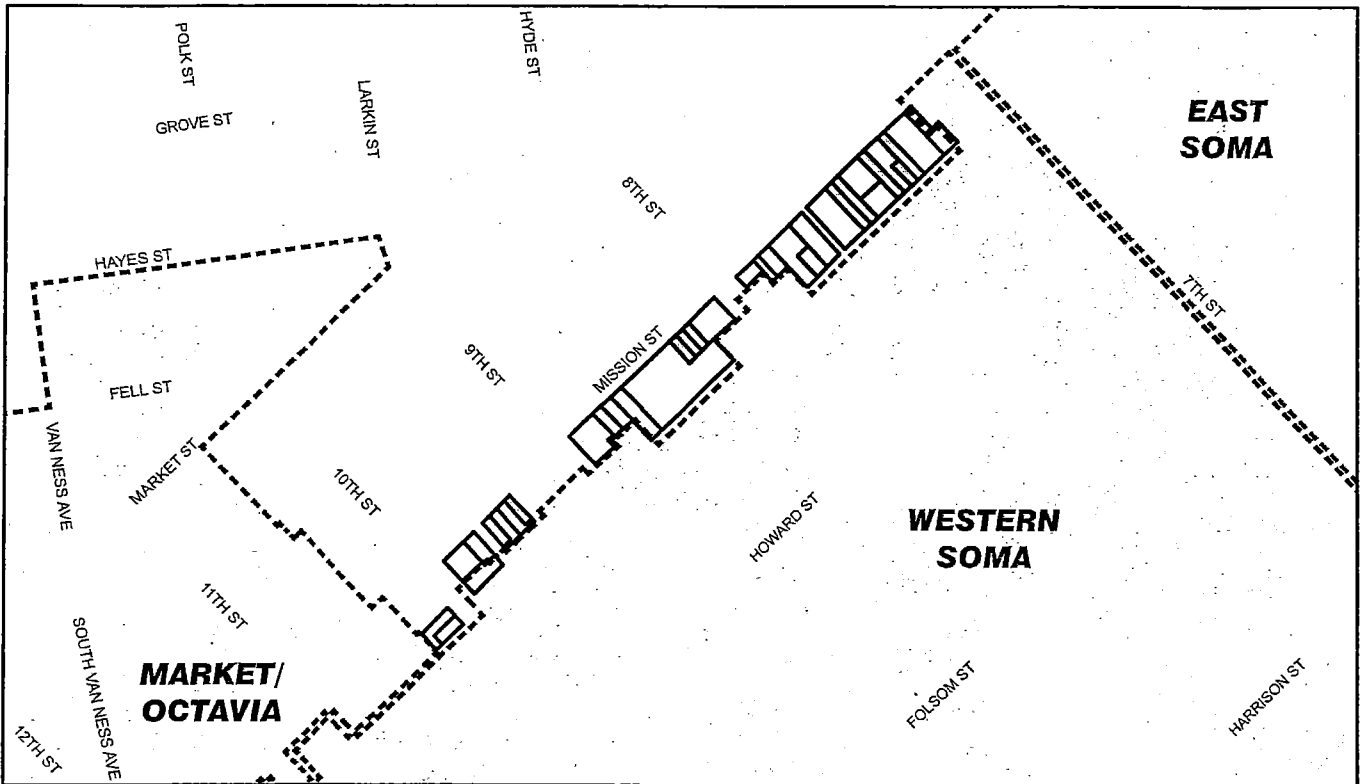 POLK ST
HYDE ST
LARKIN ST
GROVE ST
EAST
SOMA
8TH ST
HAYES ST
7TH ST
MISSION ST
9TH ST
FELL ST
MARKET ST
VAN NESS AVE
10TH ST
HOWARD ST
WESTERN
SOMA
11TH ST
SOUTH VAN NESS AVE
MARKET/
OCTAVIA
FOLSOM ST
HARRISON ST
12TH ST